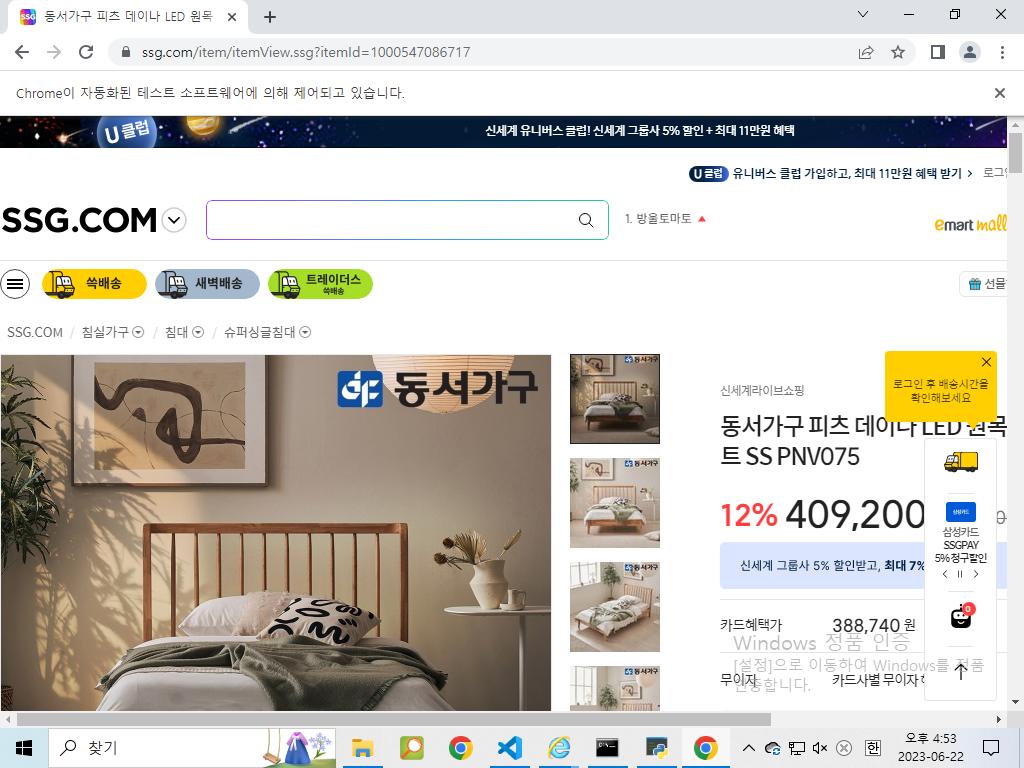 동서가구 피츠 데이나 LED 원목
ssg.com/item/itemView.ssg?itemId=1000547086717
Chrome이 자동화된 테스트 소프트웨어에 의해 제어되고 있습니다.
U 클럽
신세계 유니버스 클럽! 신세계 그룹사 5% 할인 + 최대 11만원 혜택
U 클럽 유니버스 클럽 가입하고, 최대 11만원 혜택 받기 >
SSG.COM
1. 방울토마토
emart mall
쓱배송
새벽배송
트레이더스
쓱배송
선물
SSG.COM / 침실가구 / 침대 / 슈퍼싱글침대
동서가구
로그인 후 배송시간을
확인해보세요
신세계라이브쇼핑
동서가구 피츠 데이나 LED 원목
트 SS PNV075
12% 409,200
삼성카드
삼성카드
SSGPAY
5% 청구할인
신세계 그룹사 5% 할인받고, 최대 7%
0
카드혜택가 388,740 원
Windows 정품 인증
[설정]으로 이동하여 Windows를 정품
인증합니다.
무이자 카드사별 무이자
찾기
한
오후 4:53
2023-06-22